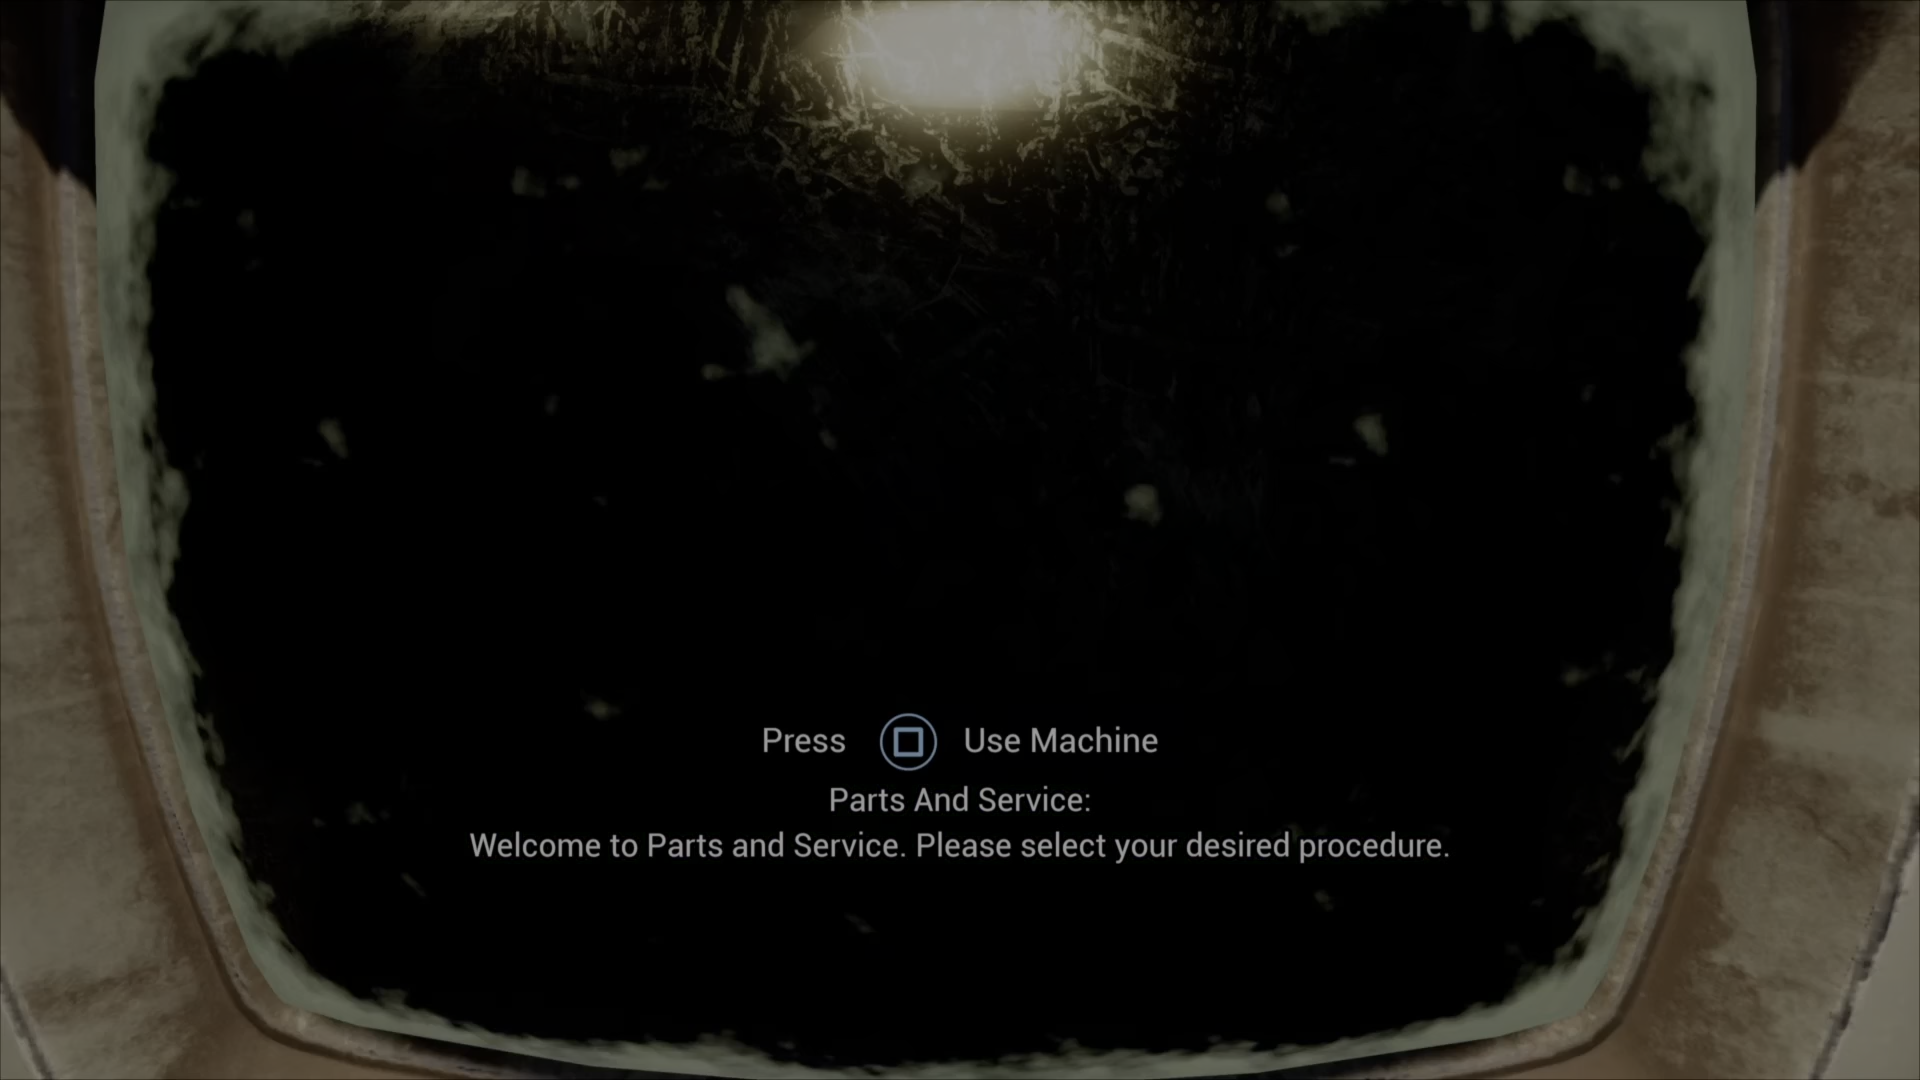 Press Use Machine
Parts And Service:
Welcome to Parts and Service. Please select your desired procedure.